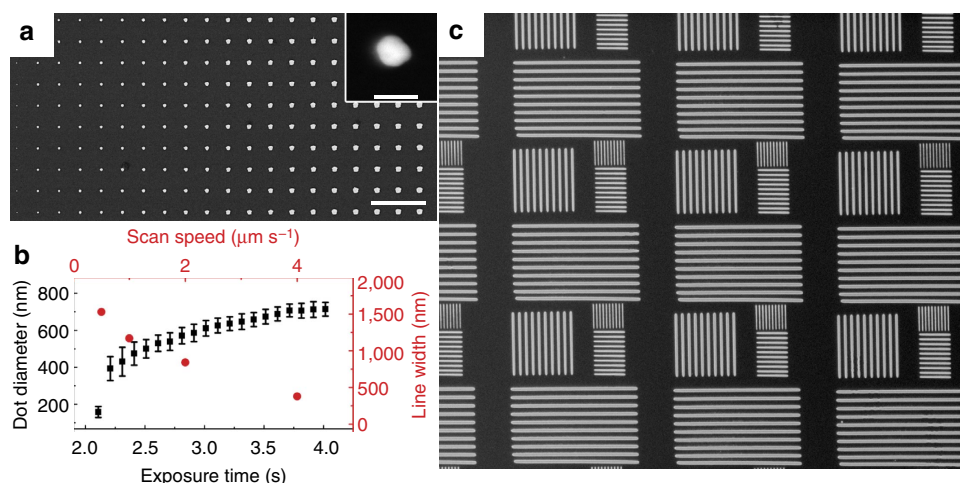 a
c
b
Scan speed (μm s⁻¹)
0 2 4
800
600
400
200
Dot diameter (nm)
2,000
1,500
1,000
500
0
Line width (nm)
2.0 2.5 3.0 3.5 4.0
Exposure time (s)